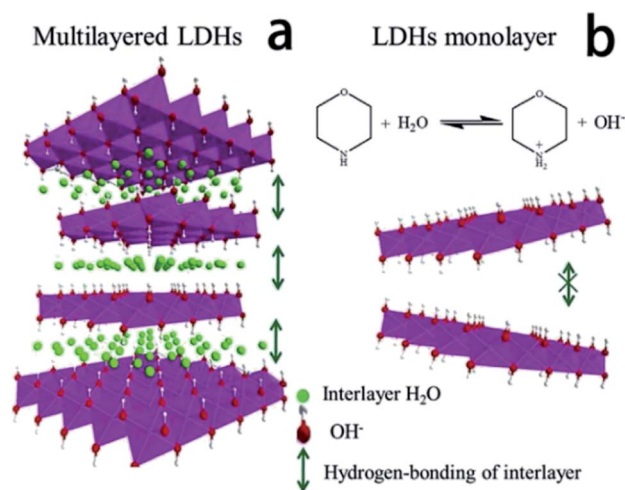 Multilayered LDHs a
LDHs monolayer b
O
N
H
+ H₂O
O
N
+
H₂
+ OH⁻
Interlayer H₂O
OH⁻
Hydrogen-bonding of interlayer